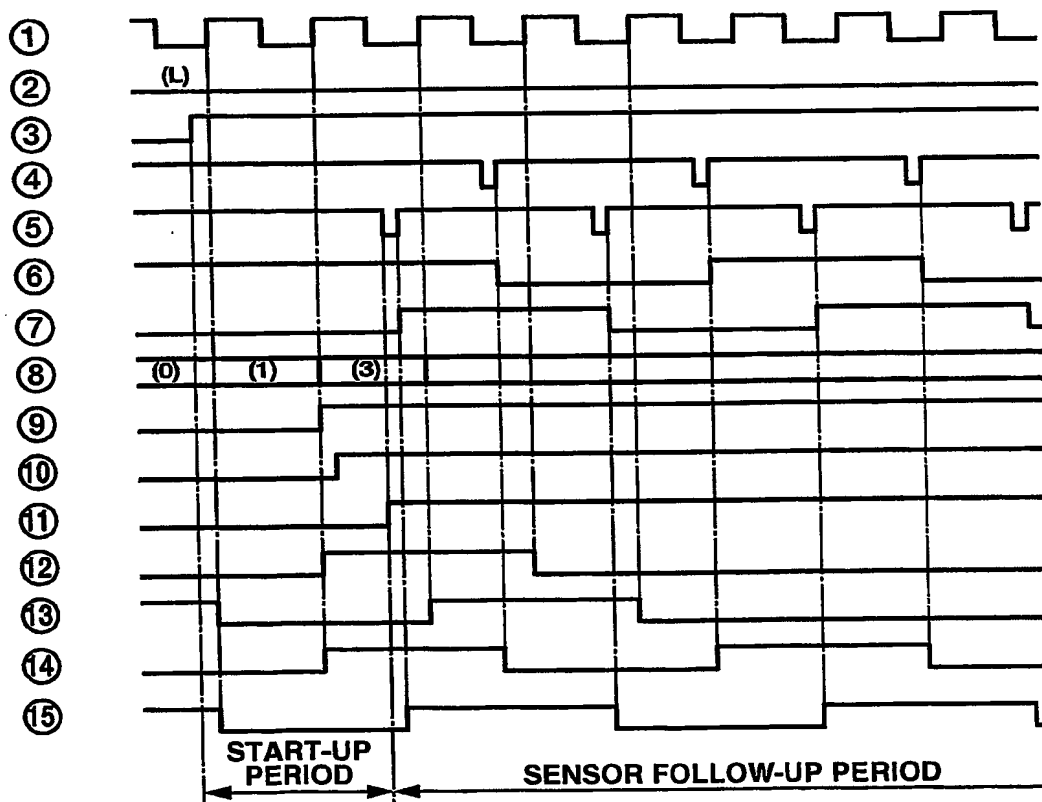 ①
② (L)
③
④
⑤
⑥
⑦
⑧ (0) (1) (3)
⑨
⑩
⑪
⑫
⑬
⑭
⑮
START-UP
PERIOD
SENSOR FOLLOW-UP PERIOD